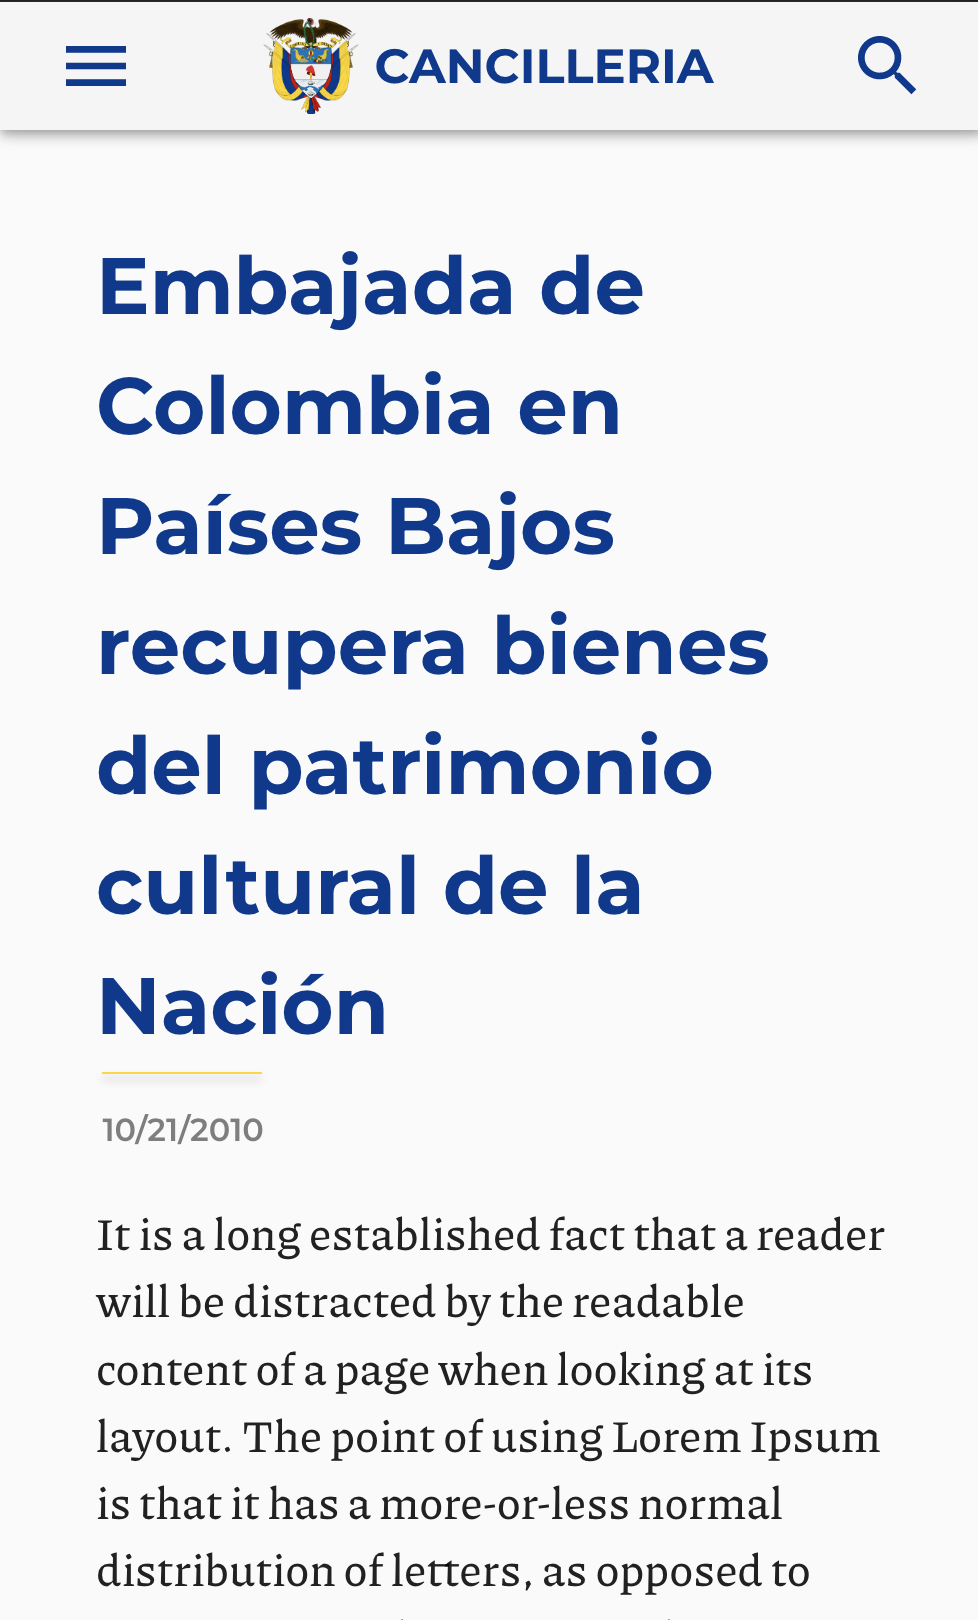 CANCILLERIA
Embajada de
Colombia en
Países Bajos
recupera bienes
del patrimonio
cultural de la
Nación
10/21/2010
It is a long established fact that a reader
will be distracted by the readable
content of a page when looking at its
layout. The point of using Lorem Ipsum
is that it has a more-or-less normal
distribution of letters, as opposed to